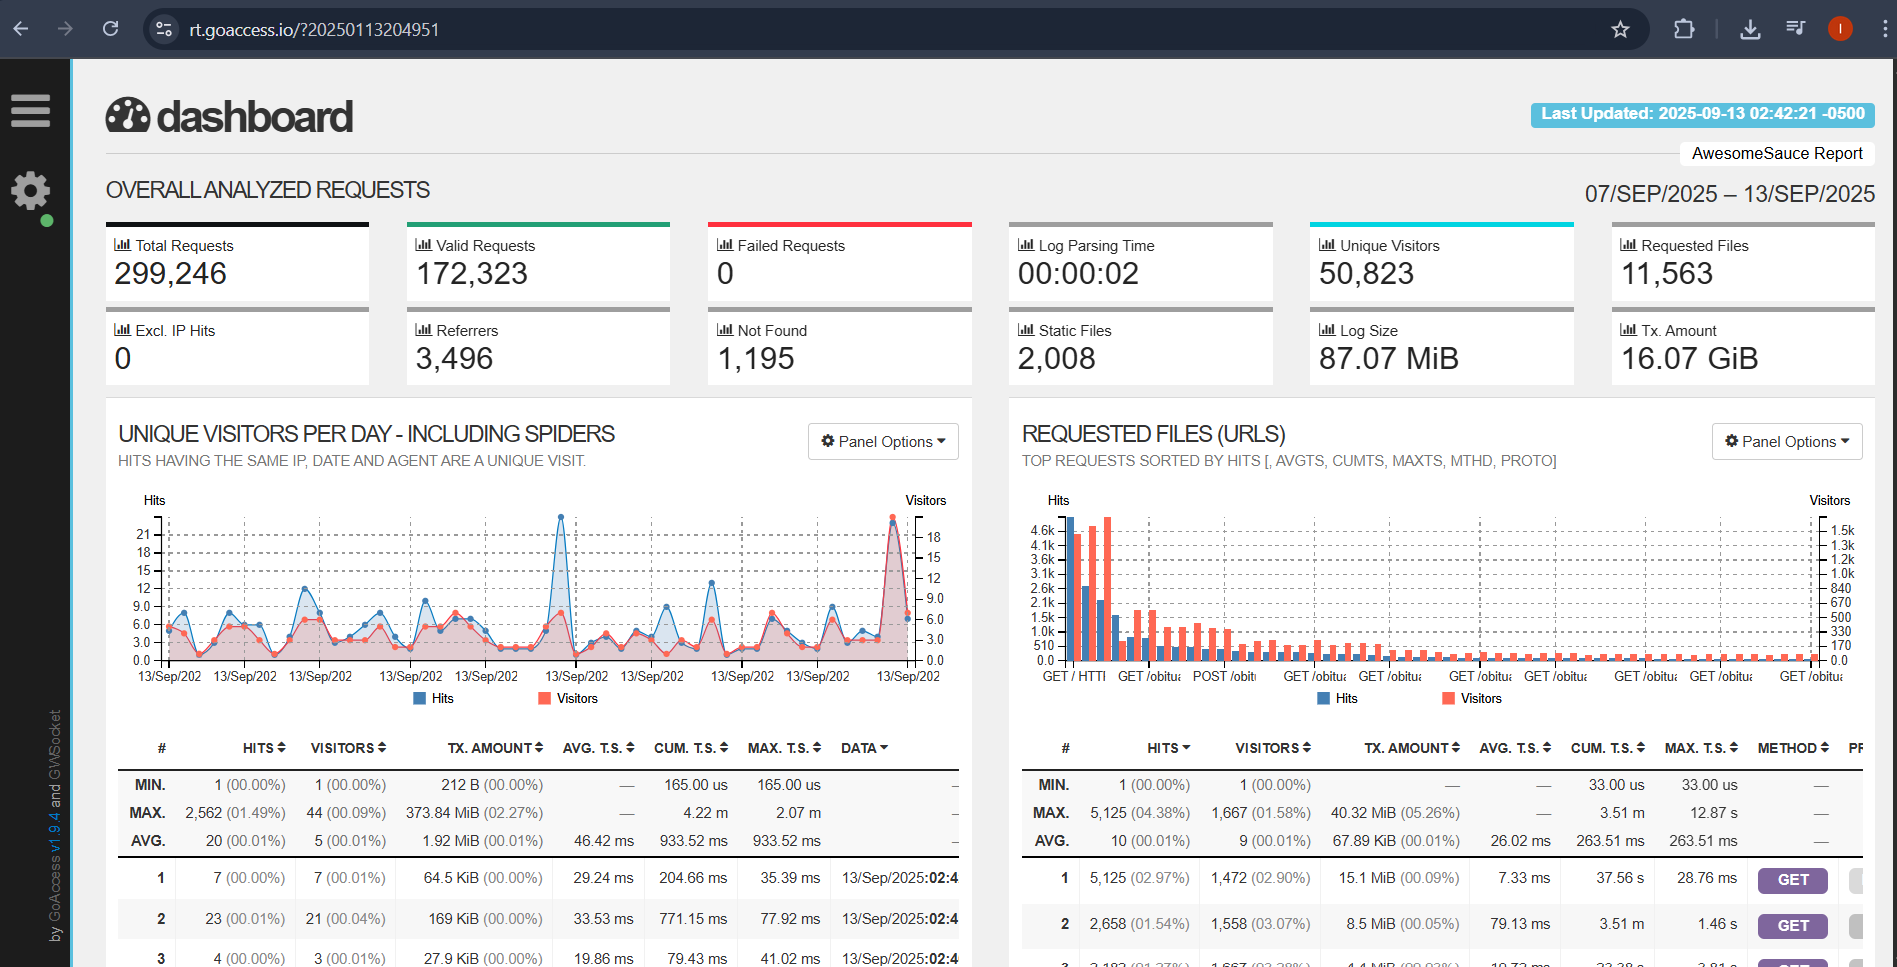 rt.goaccess.io/?20250113204951
I
dashboard
Last Updated: 2025-09-13 02:42:21 -0500
AwesomeSauce Report
OVERALL ANALYZED REQUESTS
07/SEP/2025 – 13/SEP/2025
Total Requests
299,246
Valid Requests
172,323
Failed Requests
0
Log Parsing Time
00:00:02
Unique Visitors
50,823
Requested Files
11,563
Excl. IP Hits
0
Referrers
3,496
Not Found
1,195
Static Files
2,008
Log Size
87.07 MiB
Tx. Amount
16.07 GiB
UNIQUE VISITORS PER DAY - INCLUDING SPIDERS
Panel Options
HITS HAVING THE SAME IP, DATE AND AGENT ARE A UNIQUE VISIT.
Hits
Visitors
21
18
15
12
9.0
6.0
3.0
0.0
18
15
12
9.0
6.0
3.0
0.0
13/Sep/202 13/Sep/202 13/Sep/202 13/Sep/202 13/Sep/202 13/Sep/202 13/Sep/202 13/Sep/202 13/Sep/202 13/Sep/202
Hits Visitors
# HITS VISITORS TX. AMOUNT AVG. T.S. CUM. T.S. MAX. T.S. DATA
MIN. 1 (00.00%) 1 (00.00%) 212 B (00.00%) — 165.00 us 165.00 us —
MAX. 2,562 (01.49%) 44 (00.09%) 373.84 MiB (02.27%) — 4.22 m 2.07 m —
AVG. 20 (00.01%) 5 (00.01%) 1.92 MiB (00.01%) 46.42 ms 933.52 ms 933.52 ms —
1 7 (00.00%) 7 (00.01%) 64.5 KiB (00.00%) 29.24 ms 204.66 ms 35.39 ms 13/Sep/2025:02:4
2 23 (00.01%) 21 (00.04%) 169 KiB (00.00%) 33.53 ms 771.15 ms 77.92 ms 13/Sep/2025:02:4
3 4 (00.00%) 3 (00.01%) 27.9 KiB (00.00%) 19.86 ms 79.43 ms 41.02 ms 13/Sep/2025:02:4
REQUESTED FILES (URLS)
Panel Options
TOP REQUESTS SORTED BY HITS [, AVGTS, CUMTS, MAXTS, MTHD, PROTO]
Hits
Visitors
4.6k
4.1k
3.6k
3.1k
2.6k
2.1k
1.5k
1.0k
510
0.0
1.5k
1.3k
1.2k
1.0k
840
670
500
330
170
0.0
GET / HTTI GET /obitua POST /obitu GET /obitua GET /obitua GET /obitua GET /obitua GET /obitua GET /obitua GET /obitua
Hits Visitors
# HITS VISITORS TX. AMOUNT AVG. T.S. CUM. T.S. MAX. T.S. METHOD PF
MIN. 1 (00.00%) 1 (00.00%) — — 33.00 us 33.00 us —
MAX. 5,125 (04.38%) 1,667 (01.58%) 40.32 MiB (05.26%) — 3.51 m 12.87 s —
AVG. 10 (00.01%) 9 (00.01%) 67.89 KiB (00.01%) 26.02 ms 263.51 ms 263.51 ms —
1 5,125 (02.97%) 1,472 (02.90%) 15.1 MiB (00.09%) 7.33 ms 37.56 s 28.76 ms GET
2 2,658 (01.54%) 1,558 (03.07%) 8.5 MiB (00.05%) 79.13 ms 3.51 m 1.46 s GET
by GoAccess v1.9.4 and GWSocket